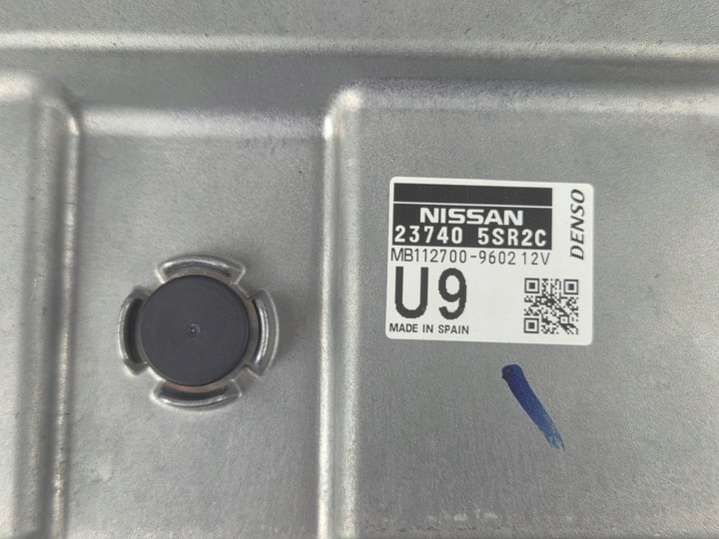 NISSAN
23740 5SR2C
MB112700-9602 12V
U9
MADE IN SPAIN
DENSO